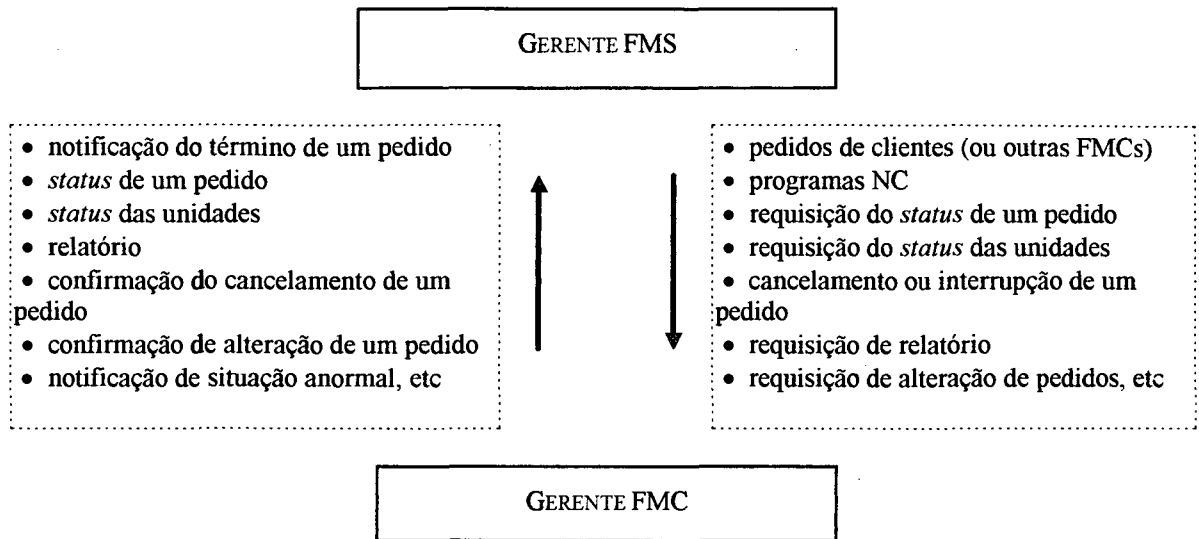 GERENTE FMS
• notificação do término de um pedido
• status de um pedido
• status das unidades
• relatório
• confirmação do cancelamento de um
pedido
• confirmação de alteração de um pedido
• notificação de situação anormal, etc
• pedidos de clientes (ou outras FMCs)
• programas NC
• requisição do status de um pedido
• requisição do status das unidades
• cancelamento ou interrupção de um
pedido
• requisição de relatório
• requisição de alteração de pedidos, etc
GERENTE FMC